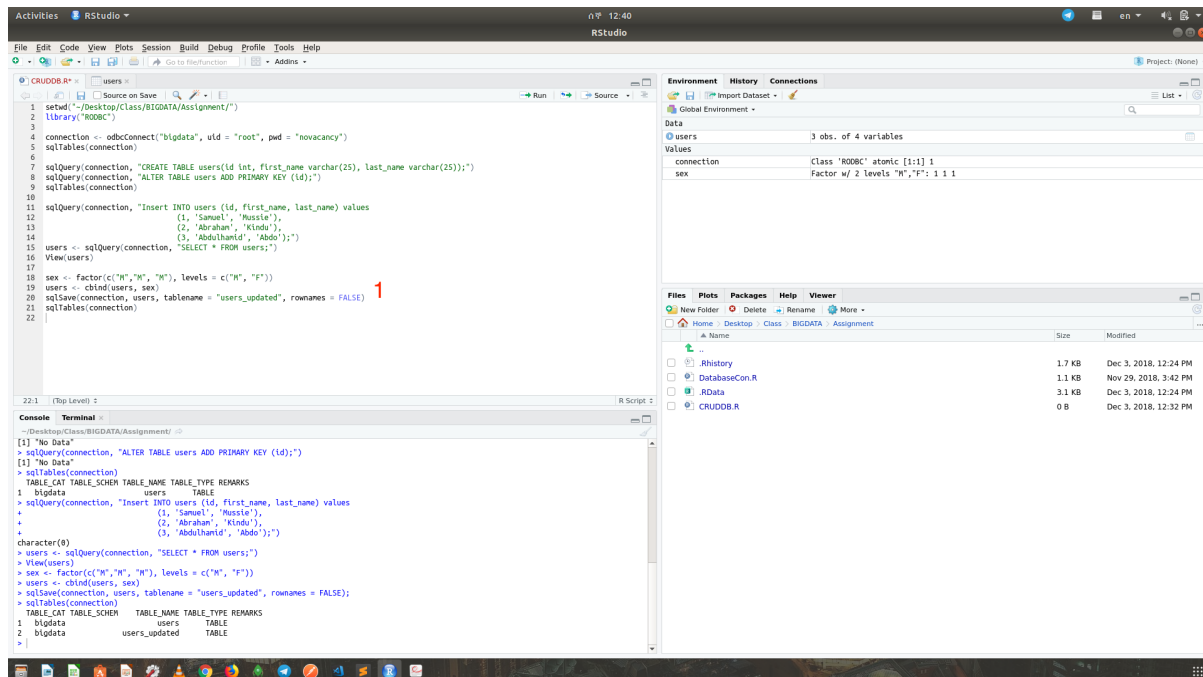 Activities RStudio
ሰኞ 12:40
en
RStudio
File Edit Code View Plots Session Build Debug Profile Tools Help
Go to file/function Addins
Project: (None)
CRUDDB.R* users
Source on Save Run Source
1 setwd("~/Desktop/Class/BIGDATA/Assignment/")
2 library("RODBC")
3
4 connection <- odbcConnect("bigdata", uid = "root", pwd = "novacancy")
5 sqlTables(connection)
6
7 sqlQuery(connection, "CREATE TABLE users(id int, first_name varchar(25), last_name varchar(25));")
8 sqlQuery(connection, "ALTER TABLE users ADD PRIMARY KEY (id);")
9 sqlTables(connection)
10
11 sqlQuery(connection, "Insert INTO users (id, first_name, last_name) values
12 (1, 'Samuel', 'Mussie'),
13 (2, 'Abraham', 'Kindu'),
14 (3, 'Abdulhamid', 'Abdo');")
15 users <- sqlQuery(connection, "SELECT * FROM users;")
16 View(users)
17
18 sex <- factor(c("M","M", "M"), levels = c("M", "F"))
19 users <- cbind(users, sex)
20 sqlSave(connection, users, tablename = "users_updated", rownames = FALSE)
21 sqlTables(connection)
22
1
22:1 (Top Level) R Script
Console Terminal
~/Desktop/Class/BIGDATA/Assignment/
[1] "No Data"
> sqlQuery(connection, "ALTER TABLE users ADD PRIMARY KEY (id);")
[1] "No Data"
> sqlTables(connection)
TABLE_CAT TABLE_SCHEM TABLE_NAME TABLE_TYPE REMARKS
1 bigdata users TABLE
> sqlQuery(connection, "Insert INTO users (id, first_name, last_name) values
+ (1, 'Samuel', 'Mussie'),
+ (2, 'Abraham', 'Kindu'),
+ (3, 'Abdulhamid', 'Abdo');")
character(0)
> users <- sqlQuery(connection, "SELECT * FROM users;")
> View(users)
> sex <- factor(c("M","M", "M"), levels = c("M", "F"))
> users <- cbind(users, sex)
> sqlSave(connection, users, tablename = "users_updated", rownames = FALSE);
> sqlTables(connection)
TABLE_CAT TABLE_SCHEM TABLE_NAME TABLE_TYPE REMARKS
1 bigdata users TABLE
2 bigdata users_updated TABLE
>
Environment History Connections
Import Dataset List
Global Environment
Data
users 3 obs. of 4 variables
Values
connection Class 'RODBC' atomic [1:1] 1
sex Factor w/ 2 levels "M","F": 1 1 1
Files Plots Packages Help Viewer
New Folder Delete Rename More
Home Desktop Class BIGDATA Assignment
Name Size Modified
..
.Rhistory 1.7 KB Dec 3, 2018, 12:24 PM
DatabaseCon.R 1.1 KB Nov 29, 2018, 3:42 PM
.RData 3.1 KB Dec 3, 2018, 12:24 PM
CRUDDB.R 0 B Dec 3, 2018, 12:32 PM